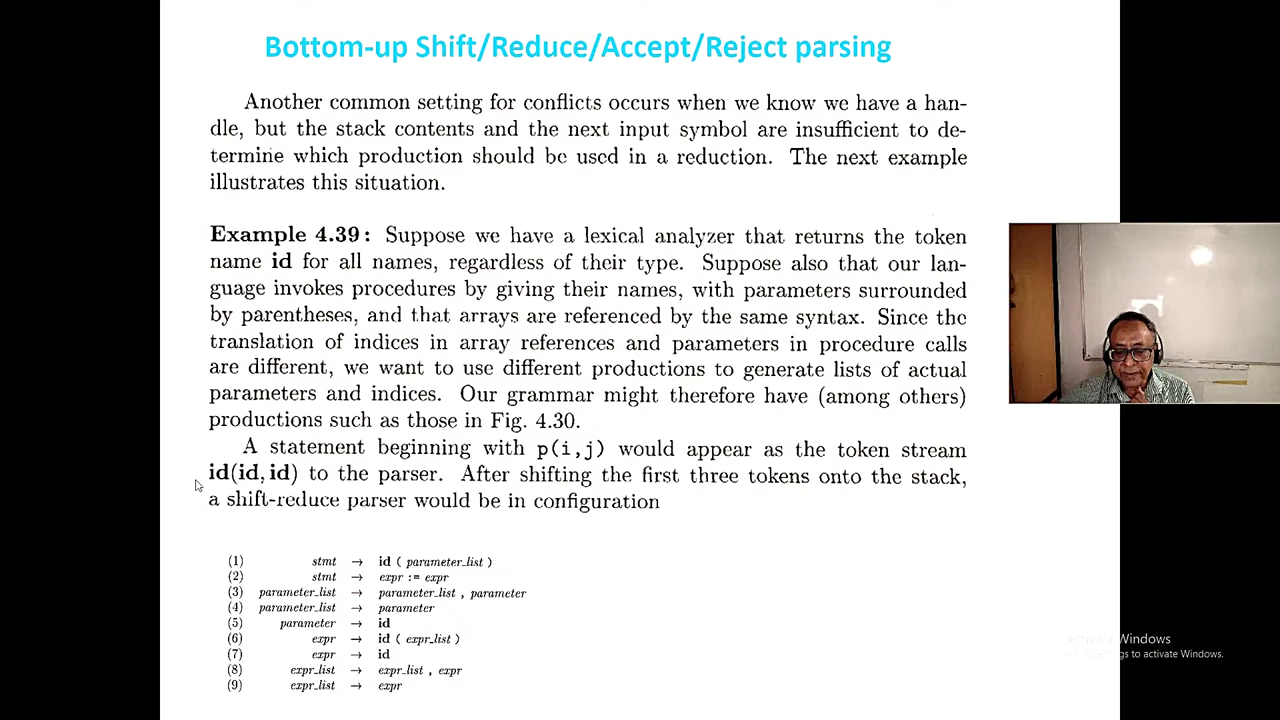 Bottom-up Shift/Reduce/Accept/Reject parsing
Another common setting for conflicts occurs when we know we have a han-
dle, but the stack contents and the next input symbol are insufficient to de-
termine which production should be used in a reduction. The next example
illustrates this situation.
Example 4.39: Suppose we have a lexical analyzer that returns the token
name id for all names, regardless of their type. Suppose also that our lan-
guage invokes procedures by giving their names, with parameters surrounded
by parentheses, and that arrays are referenced by the same syntax. Since the
translation of indices in array references and parameters in procedure calls
are different, we want to use different productions to generate lists of actual
parameters and indices. Our grammar might therefore have (among others)
productions such as those in Fig. 4.30.
A statement beginning with p(i,j) would appear as the token stream
id(id, id) to the parser. After shifting the first three tokens onto the stack,
a shift-reduce parser would be in configuration
(1) stmt → id ( parameter_list )
(2) stmt → expr := expr
(3) parameter_list → parameter_list , parameter
(4) parameter_list → parameter
(5) parameter → id
(6) expr → id ( expr_list )
(7) expr → id
(8) expr_list → expr_list , expr
(9) expr_list → expr
Activate Windows
to activate Windows.